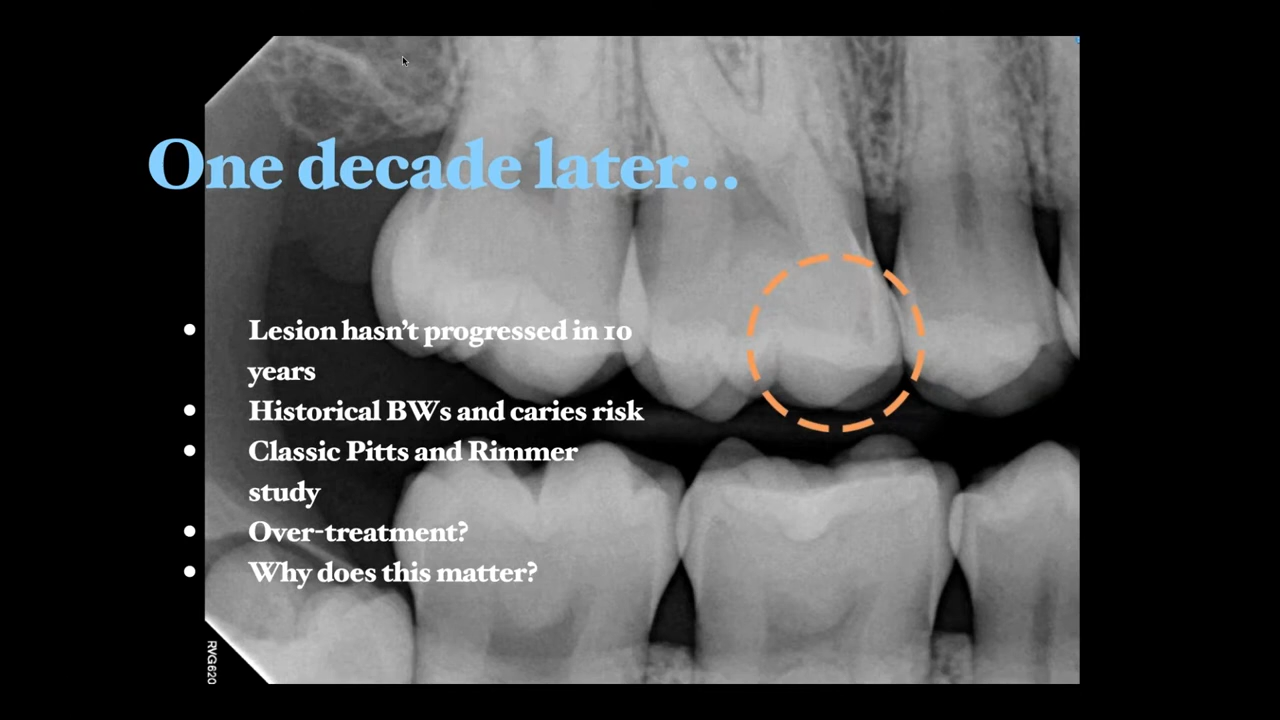 One decade later...
• Lesion hasn't progressed in 10
years
• Historical BWs and caries risk
• Classic Pitts and Rimmer
study
• Over-treatment?
• Why does this matter?
RVG620